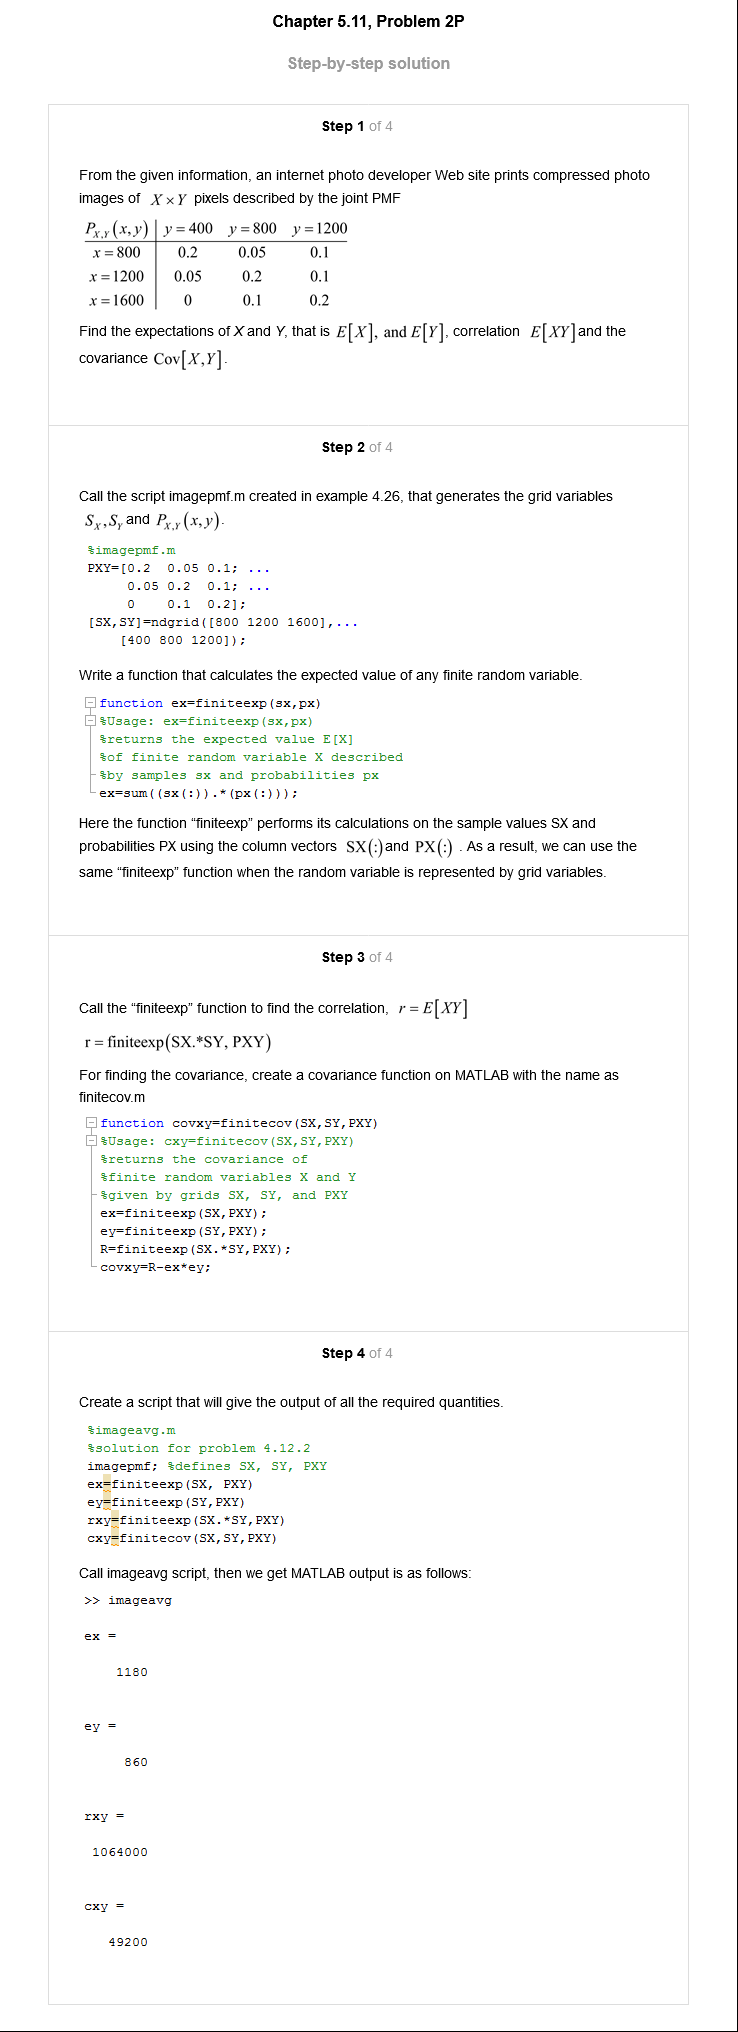 Chapter 5.11, Problem 2P
Step-by-step solution
Step 1 of 4
From the given information, an internet photo developer Web site prints compressed photo
images of X×Y pixels described by the joint PMF
P_{X,Y}(x,y) y=400 y=800 y=1200
x=800 0.2 0.05 0.1
x=1200 0.05 0.2 0.1
x=1600 0 0.1 0.2
Find the expectations of X and Y, that is E[X], and E[Y], correlation E[XY] and the
covariance Cov[X,Y].
Step 2 of 4
Call the script imagepmf.m created in example 4.26, that generates the grid variables
S_X, S_Y and P_{X,Y}(x,y).
%imagepmf.m
PXY=[0.2 0.05 0.1; ...
0.05 0.2 0.1; ...
0 0.1 0.2];
[SX,SY]=ndgrid([800 1200 1600],...
[400 800 1200]);
Write a function that calculates the expected value of any finite random variable.
function ex=finiteexp(sx,px)
%Usage: ex=finiteexp(sx,px)
%returns the expected value E[X]
%of finite random variable X described
%by samples sx and probabilities px
ex=sum((sx(:)).*(px(:)));
Here the function “finiteexp” performs its calculations on the sample values SX and
probabilities PX using the column vectors SX(:) and PX(:) . As a result, we can use the
same “finiteexp” function when the random variable is represented by grid variables.
Step 3 of 4
Call the “finiteexp” function to find the correlation, r = E[XY]
r = finiteexp(SX.*SY, PXY)
For finding the covariance, create a covariance function on MATLAB with the name as
finitecov.m
function covxy=finitecov(SX,SY,PXY)
%Usage: cxy=finitecov(SX,SY,PXY)
%returns the covariance of
%finite random variables X and Y
%given by grids SX, SY, and PXY
ex=finiteexp(SX,PXY);
ey=finiteexp(SY,PXY);
R=finiteexp(SX.*SY,PXY);
covxy=R-ex*ey;
Step 4 of 4
Create a script that will give the output of all the required quantities.
%imageavg.m
%solution for problem 4.12.2
imagepmf; %defines SX, SY, PXY
ex=finiteexp(SX, PXY)
ey=finiteexp(SY,PXY)
rxy=finiteexp(SX.*SY,PXY)
cxy=finitecov(SX,SY,PXY)
Call imageavg script, then we get MATLAB output is as follows:
>> imageavg
ex =
1180
ey =
860
rxy =
1064000
cxy =
49200